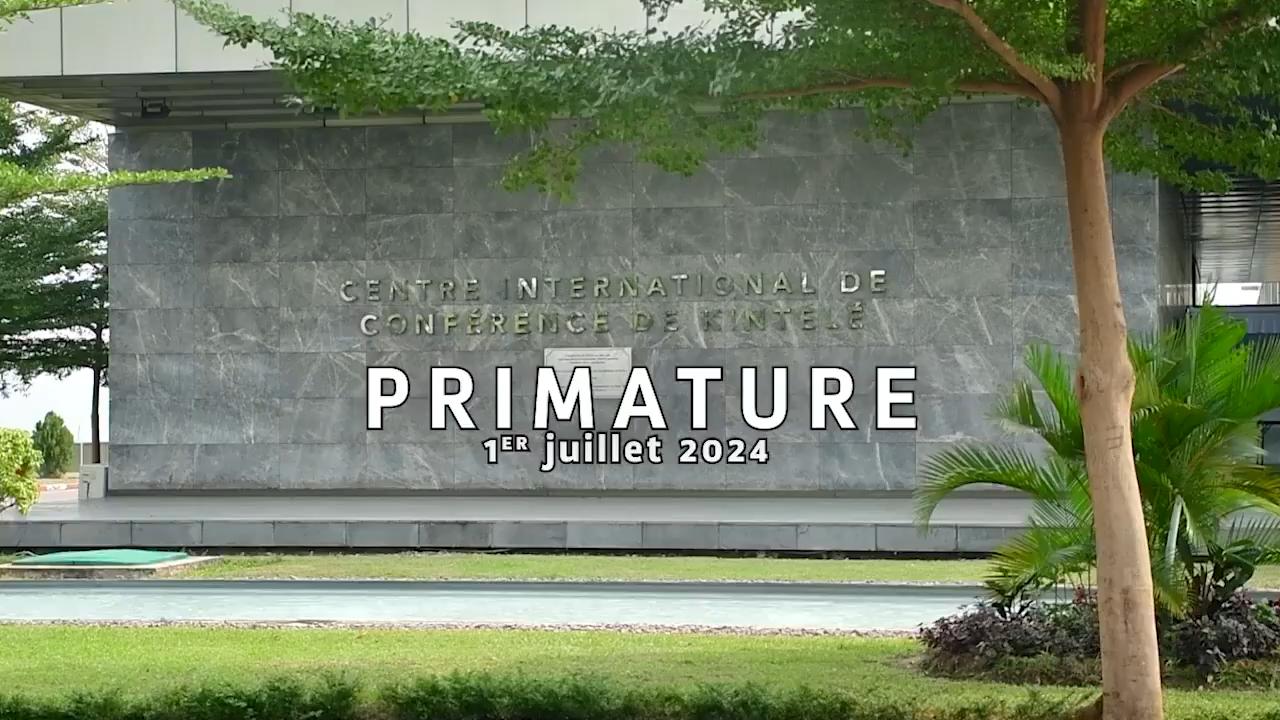 CENTRE INTERNATIONAL DE
CONFÉRENCE DE KINTÉLÉ
PRIMATURE
1ER juillet 2024